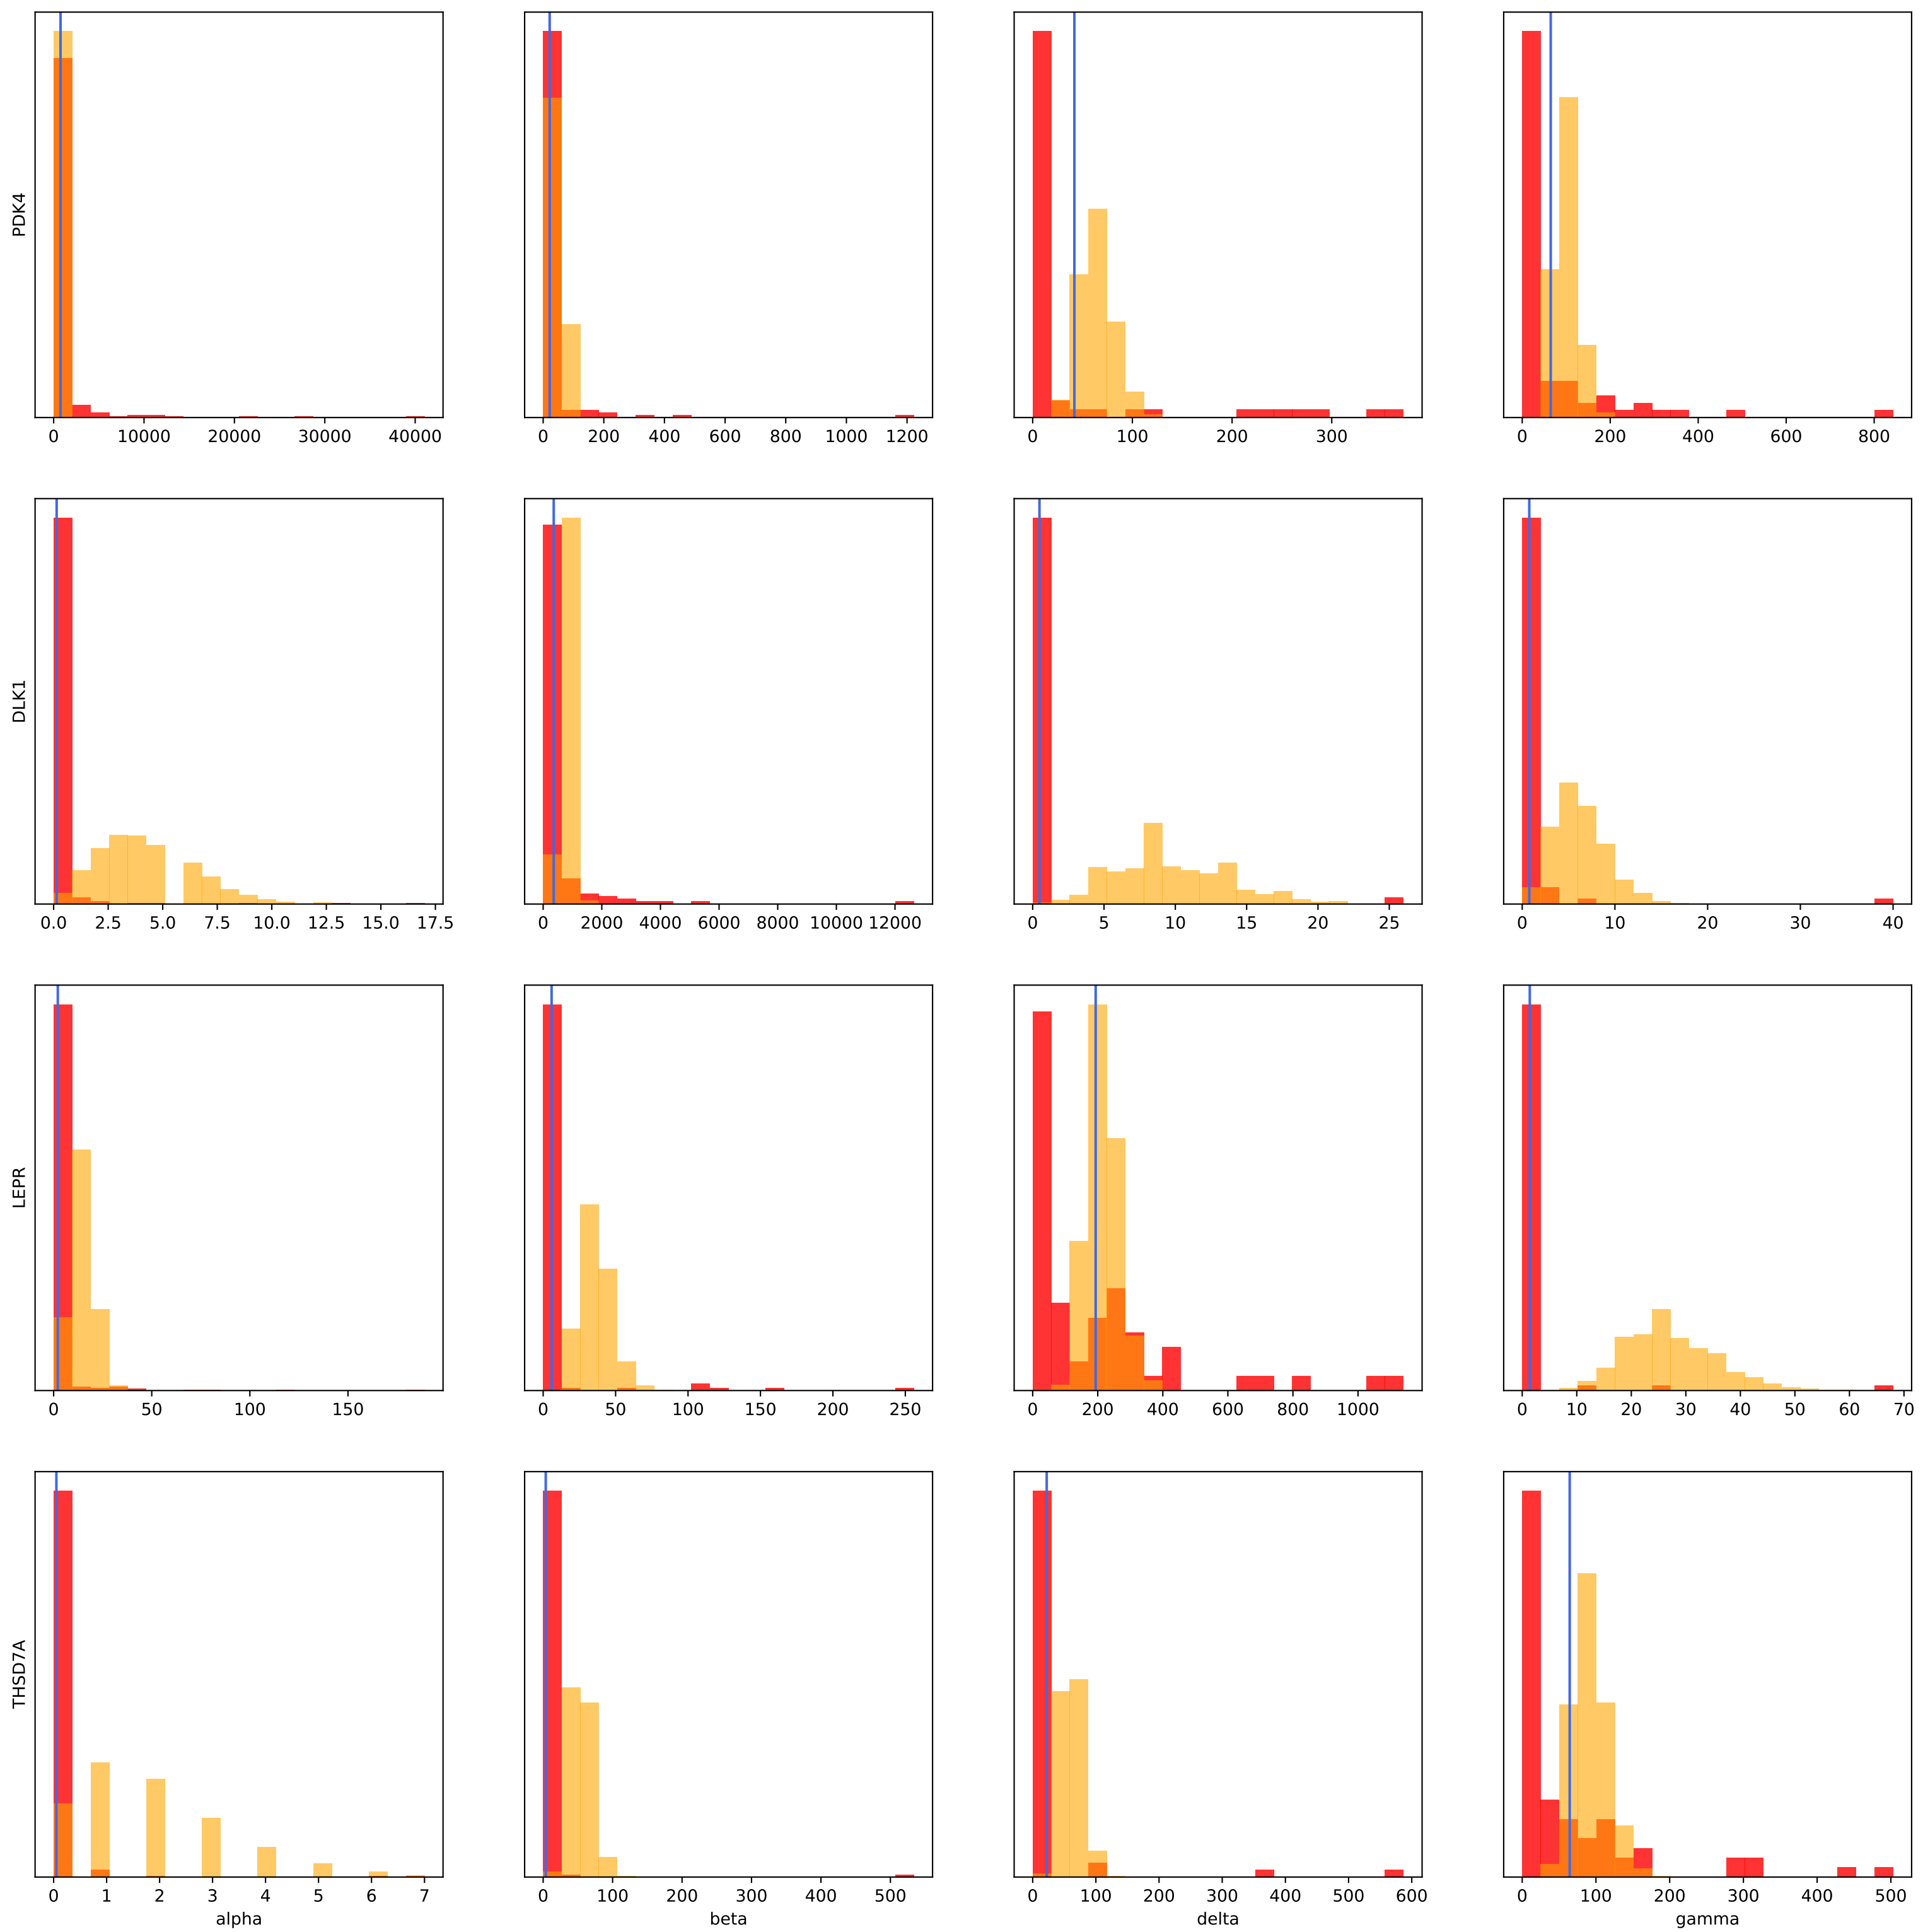 PDK4
0 10000 20000 30000 40000
0 200 400 600 800 1000 1200
0 100 200 300
0 200 400 600 800
DLK1
0.0 2.5 5.0 7.5 10.0 12.5 15.0 17.5
0 2000 4000 6000 8000 10000 12000
0 5 10 15 20 25
0 10 20 30 40
LEPR
0 50 100 150
0 50 100 150 200 250
0 200 400 600 800 1000
0 10 20 30 40 50 60 70
THSD7A
0 1 2 3 4 5 6 7
0 100 200 300 400 500
0 100 200 300 400 500 600
0 100 200 300 400 500
alpha
beta
delta
gamma